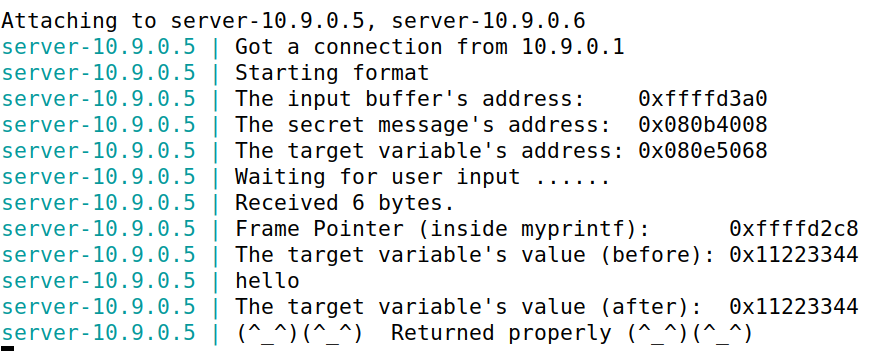 Attaching to server-10.9.0.5, server-10.9.0.6
server-10.9.0.5 | Got a connection from 10.9.0.1
server-10.9.0.5 | Starting format
server-10.9.0.5 | The input buffer's address:    0xffffd3a0
server-10.9.0.5 | The secret message's address:  0x080b4008
server-10.9.0.5 | The target variable's address: 0x080e5068
server-10.9.0.5 | Waiting for user input ......
server-10.9.0.5 | Received 6 bytes.
server-10.9.0.5 | Frame Pointer (inside myprintf):      0xffffd2c8
server-10.9.0.5 | The target variable's value (before): 0x11223344
server-10.9.0.5 | hello
server-10.9.0.5 | The target variable's value (after):  0x11223344
server-10.9.0.5 | (^_^)(^_^)  Returned properly (^_^)(^_^)